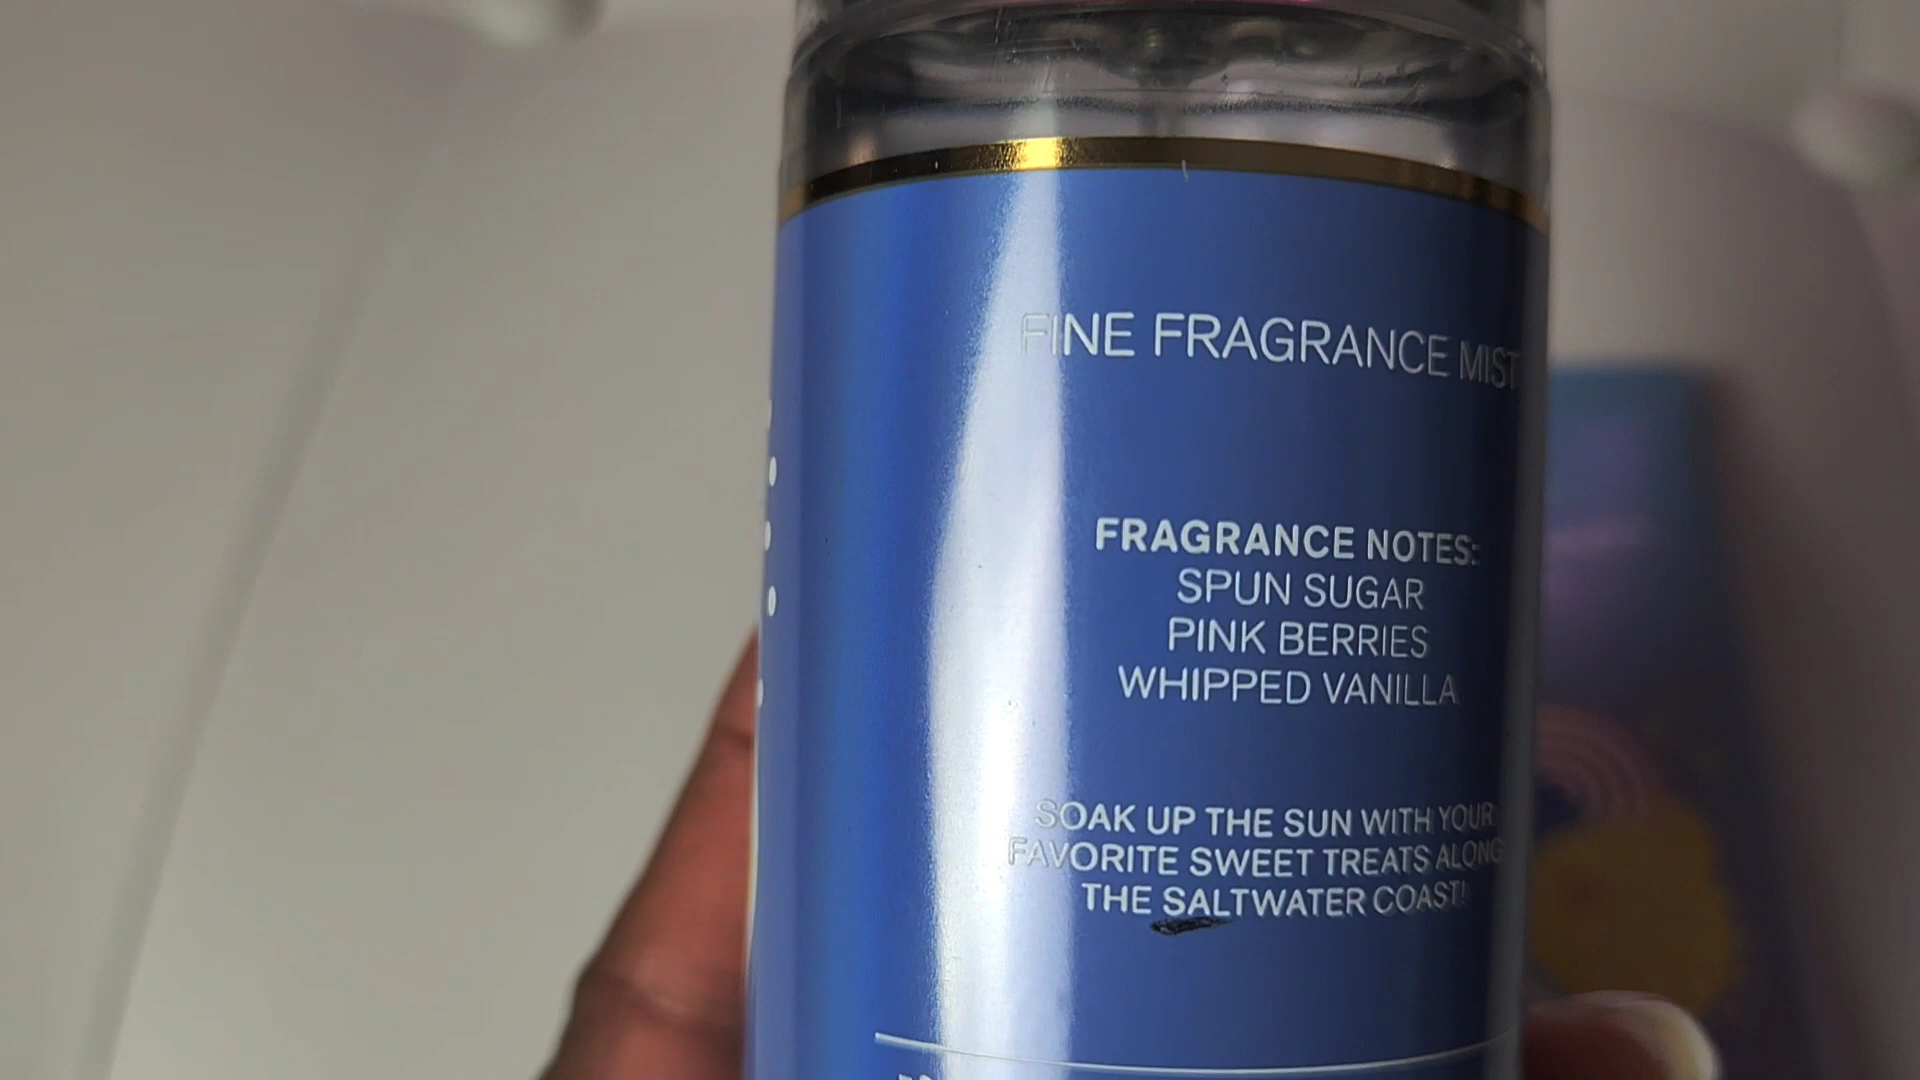 FINE FRAGRANCE MIST
FRAGRANCE NOTES:
SPUN SUGAR
PINK BERRIES
WHIPPED VANILLA
SOAK UP THE SUN WITH YOUR
FAVORITE SWEET TREATS ALONG
THE SALTWATER COAST!